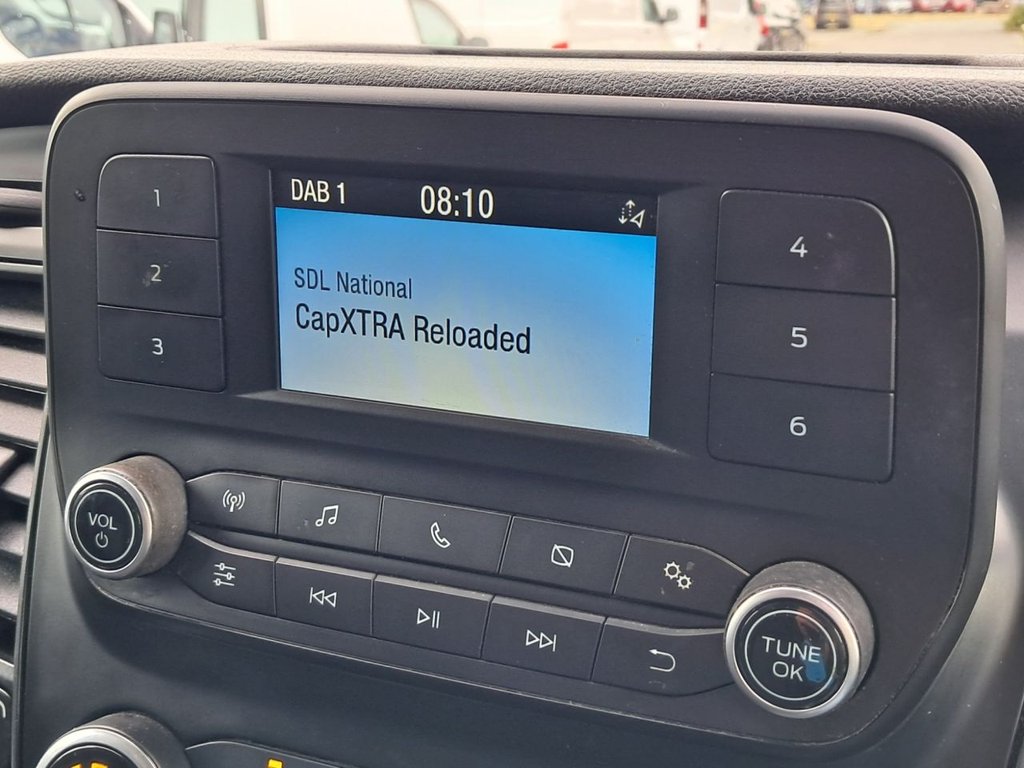 DAB 1 08:10
SDL National
CapXTRA Reloaded
1
2
3
4
5
6
VOL
TUNE
OK